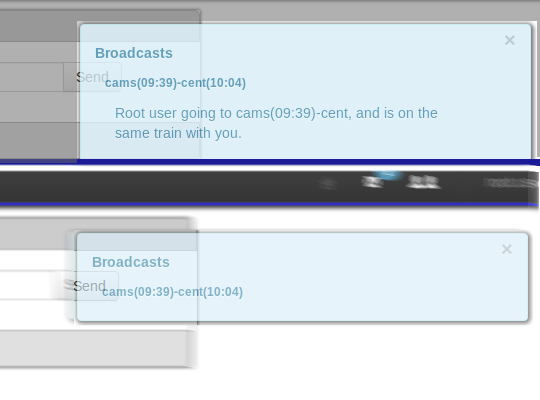 Broadcasts
×
Send
cams(09:39)-cent(10:04)
Root user going to cams(09:39)-cent, and is on the
same train with you.
Broadcasts
×
Send
cams(09:39)-cent(10:04)